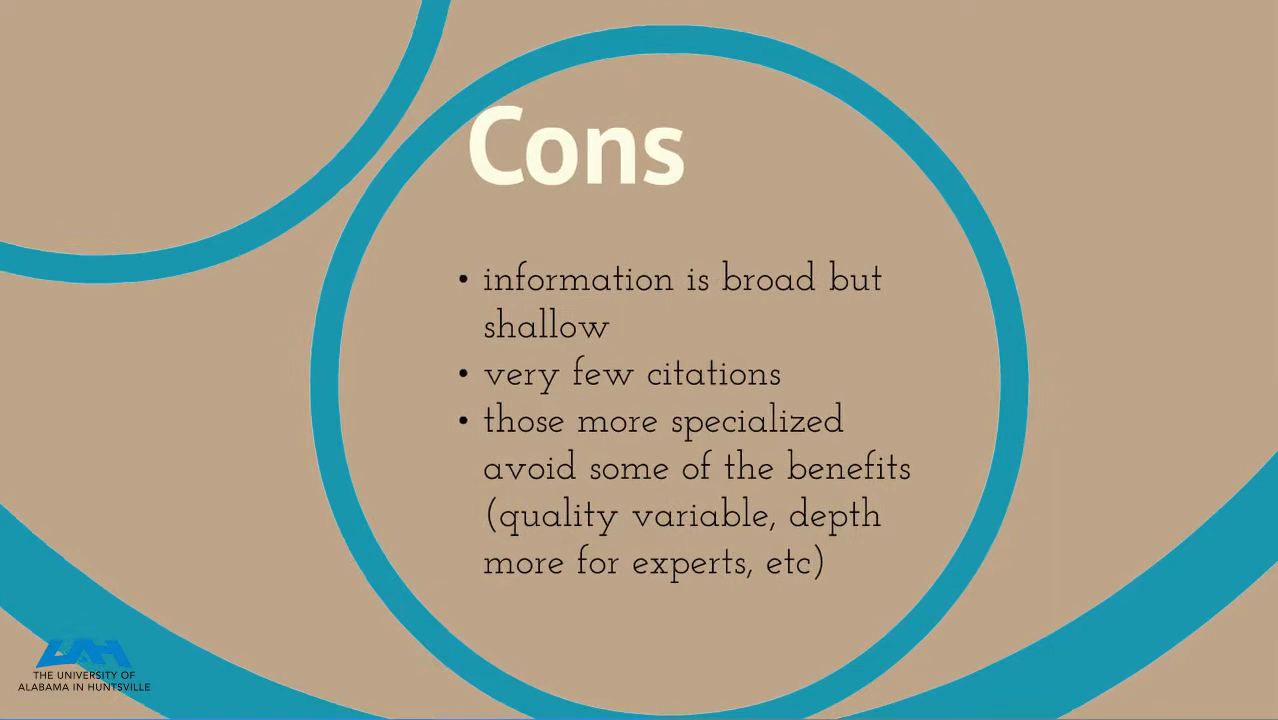 Cons
• information is broad but
shallow
• very few citations
• those more specialized
avoid some of the benefits
(quality variable, depth
more for experts, etc)
UAH
THE UNIVERSITY OF
ALABAMA IN HUNTSVILLE